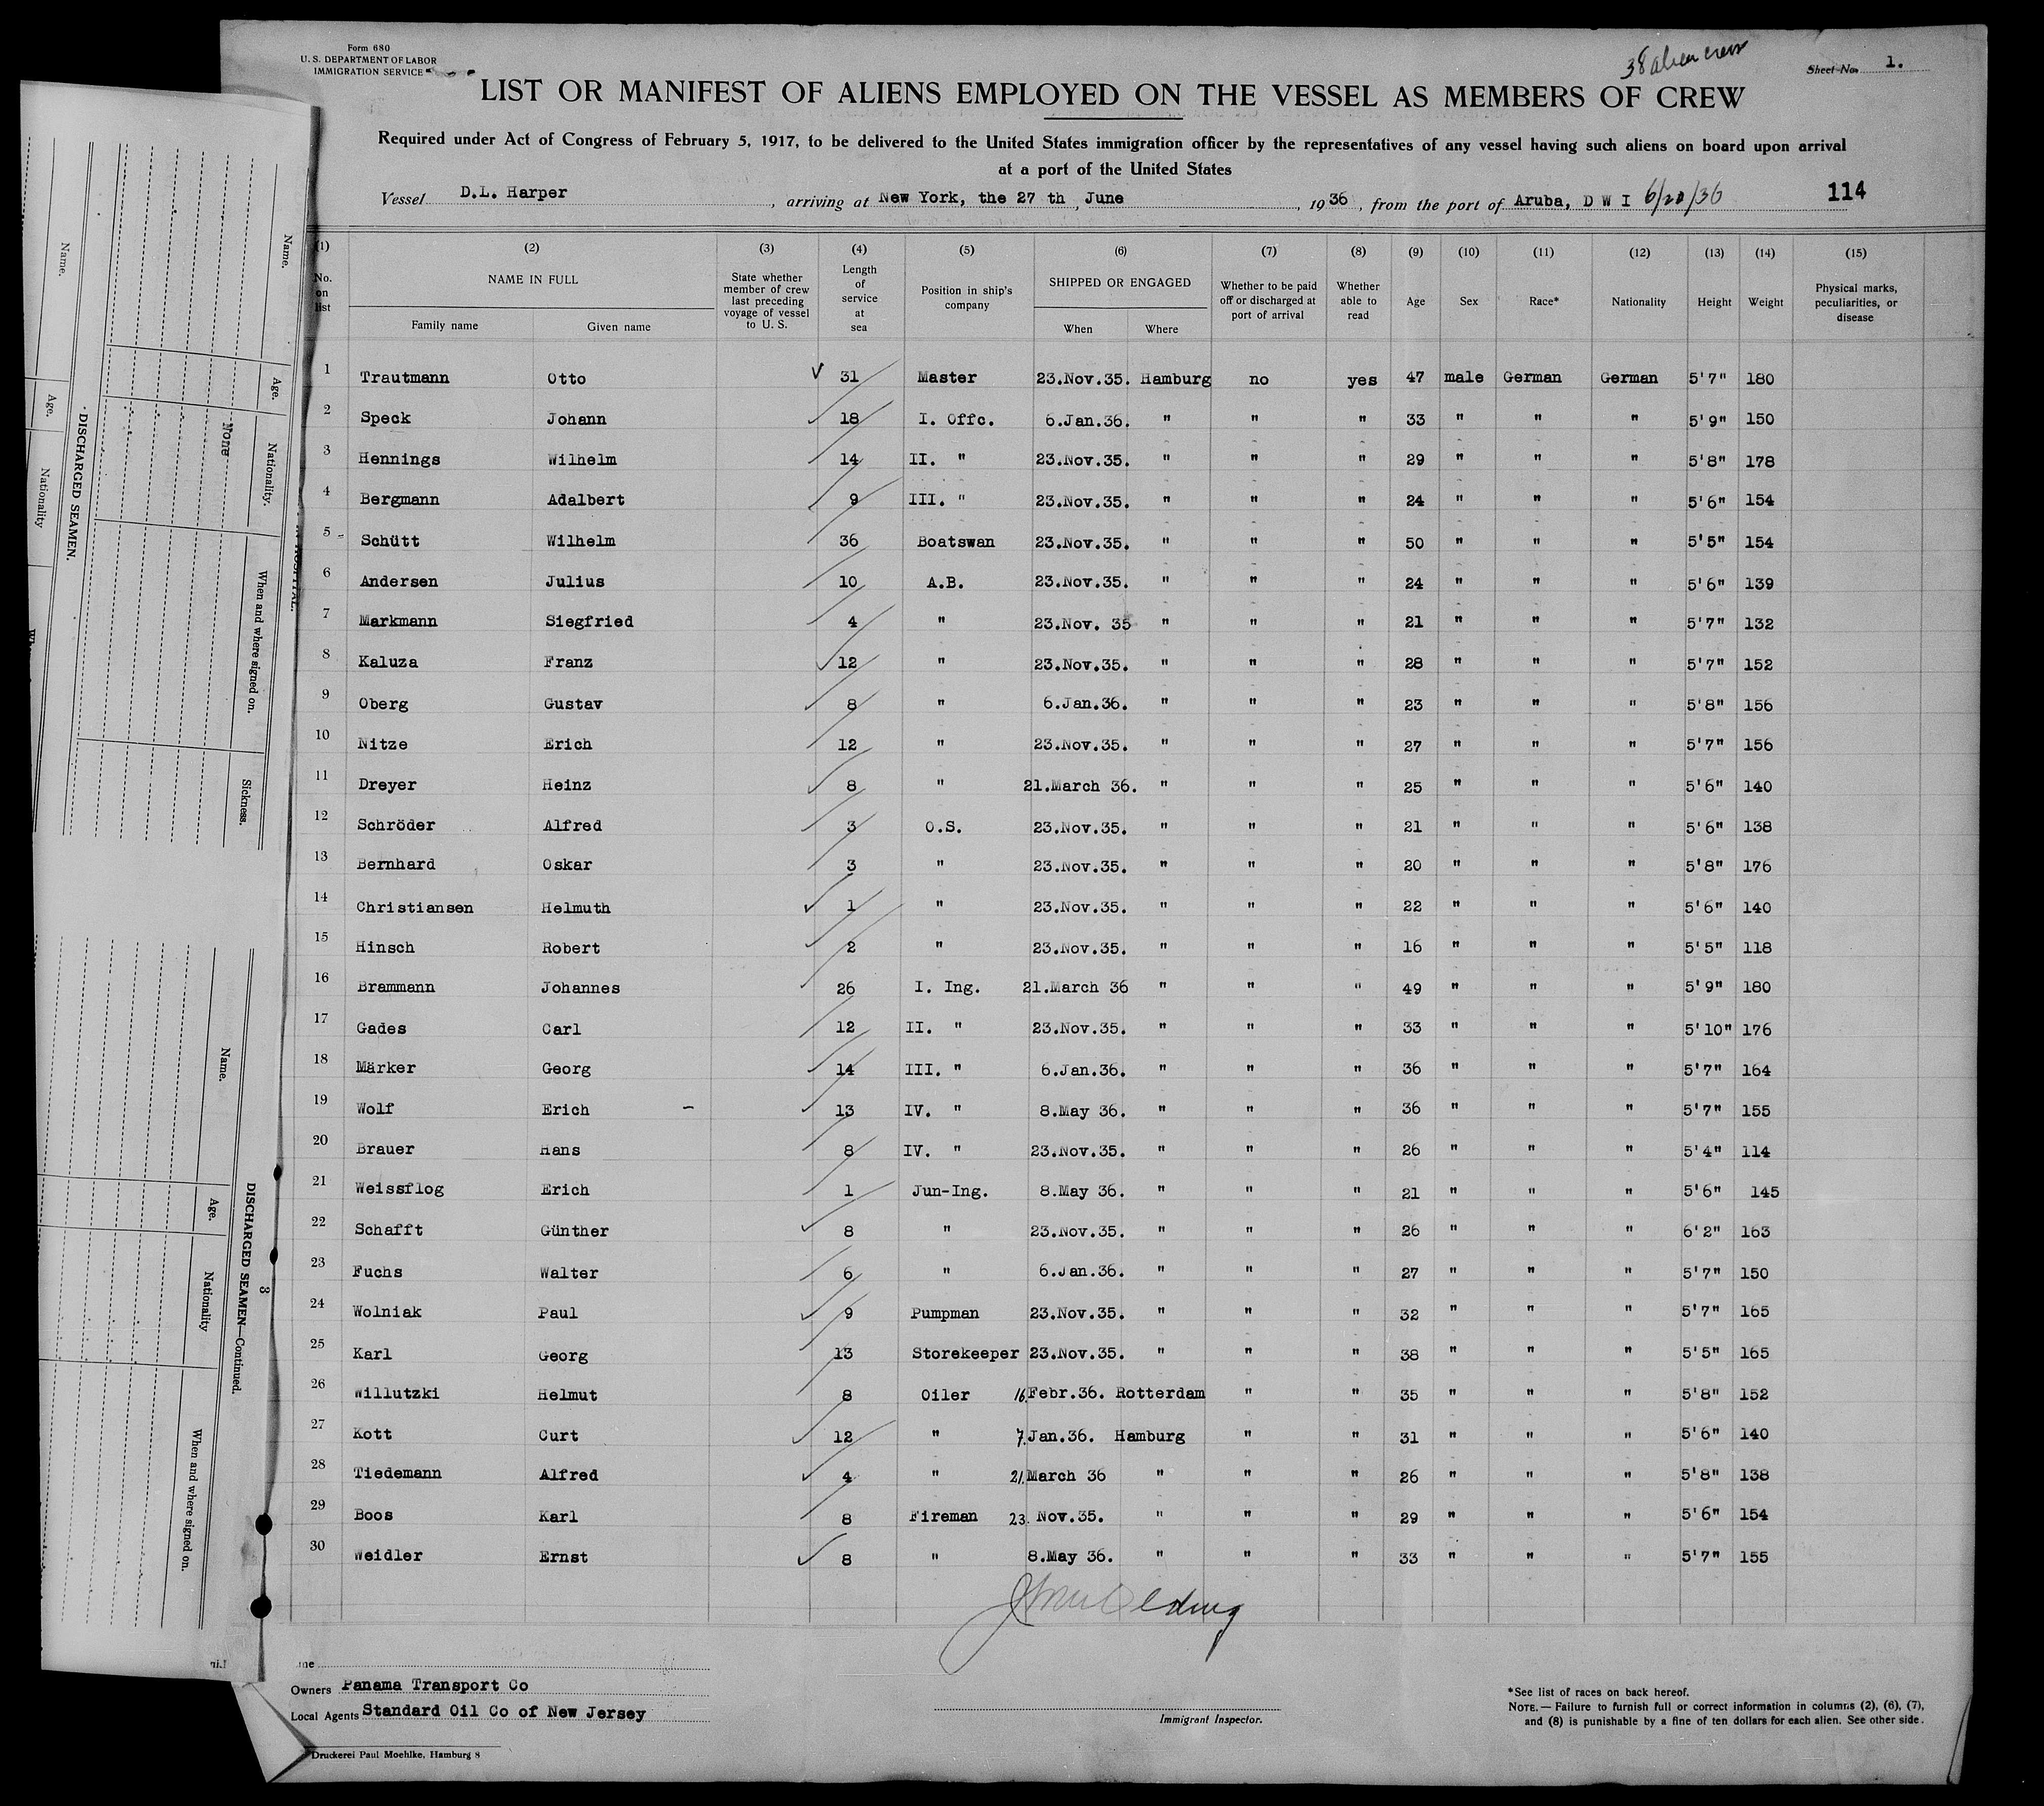 Form 680
U. S. DEPARTMENT OF LABOR
IMMIGRATION SERVICE
38 alien crew
Sheet No. 1.
LIST OR MANIFEST OF ALIENS EMPLOYED ON THE VESSEL AS MEMBERS OF CREW
Required under Act of Congress of February 5, 1917, to be delivered to the United States immigration officer by the representatives of any vessel having such aliens on board upon arrival
at a port of the United States
Vessel D.L. Harper , arriving at New York, the 27 th , June , 1936 , from the port of Aruba, D W I 6/20/36 114
(1) (2) (3) (4) (5) (6) (7) (8) (9) (10) (11) (12) (13) (14) (15)
No. on list NAME IN FULL Family name Given name State whether member of crew last preceding voyage of vessel to U. S. Length of service at sea Position in ship's company SHIPPED OR ENGAGED When Where Whether to be paid off or discharged at port of arrival Whether able to read Age Sex Race* Nationality Height Weight Physical marks, peculiarities, or disease
1 Trautmann Otto 31 Master 23.Nov.35. Hamburg no yes 47 male German German 5'7" 180
2 Speck Johann 18 I. Offc. 6.Jan.36. " " " 33 " " " 5'9" 150
3 Hennings Wilhelm 14 II. " 23.Nov.35. " " " 29 " " " 5'8" 178
4 Bergmann Adalbert 9 III. " 23.Nov.35. " " " 24 " " " 5'6" 154
5 Schütt Wilhelm 36 Boatswan 23.Nov.35. " " " 50 " " " 5'5" 154
6 Andersen Julius 10 A.B. 23.Nov.35. " " " 24 " " " 5'6" 139
7 Markmann Siegfried 4 " 23.Nov. 35 " " " 21 " " " 5'7" 132
8 Kaluza Franz 12 " 23.Nov.35. " " " 28 " " " 5'7" 152
9 Oberg Gustav 8 " 6.Jan.36. " " " 23 " " " 5'8" 156
10 Nitze Erich 12 " 23.Nov.35. " " " 27 " " " 5'7" 156
11 Dreyer Heinz 8 " 21.March 36. " " " 25 " " " 5'6" 140
12 Schröder Alfred 3 O.S. 23.Nov.35. " " " 21 " " " 5'6" 138
13 Bernhard Oskar 3 " 23.Nov.35. " " " 20 " " " 5'8" 176
14 Christiansen Helmuth 1 " 23.Nov.35. " " " 22 " " " 5'6" 140
15 Hinsch Robert 2 " 23.Nov.35. " " " 16 " " " 5'5" 118
16 Brammann Johannes 26 I. Ing. 21.March 36 " " " 49 " " " 5'9" 180
17 Gades Carl 12 II. " 23.Nov.35. " " " 33 " " " 5'10" 176
18 Märker Georg 14 III. " 6.Jan.36. " " " 36 " " " 5'7" 164
19 Wolf Erich 13 IV. " 8.May 36. " " " 36 " " " 5'7" 155
20 Brauer Hans 8 IV. " 23.Nov.35. " " " 26 " " " 5'4" 114
21 Weissflog Erich 1 Jun-Ing. 8.May 36. " " " 21 " " " 5'6" 145
22 Schafft Günther 8 " 23.Nov.35. " " " 26 " " " 6'2" 163
23 Fuchs Walter 6 " 6.Jan.36. " " " 27 " " " 5'7" 150
24 Wolniak Paul 9 Pumpman 23.Nov.35. " " " 32 " " " 5'7" 165
25 Karl Georg 13 Storekeeper 23.Nov.35. " " " 38 " " " 5'5" 165
26 Willutzki Helmut 8 Oiler 16.Febr.36. Rotterdam " " 35 " " " 5'8" 152
27 Kott Curt 12 " 7.Jan.36. Hamburg " " 31 " " " 5'6" 140
28 Tiedemann Alfred 4 " 21.March 36 " " " 26 " " " 5'8" 138
29 Boos Karl 8 Fireman 23. Nov.35. " " " 29 " " " 5'6" 154
30 Weidler Ernst 8 " 8.May 36. " " " 33 " " " 5'7" 155
Owners Panama Transport Co
Local Agents Standard Oil Co of New Jersey
Immigrant Inspector.
*See list of races on back hereof.
NOTE.— Failure to furnish full or correct information in columns (2), (6), (7),
and (8) is punishable by a fine of ten dollars for each alien. See other side.
Druckerei Paul Moehlke, Hamburg 8
Name. Age. Nationality. When and where signed on. Sickness.
None
DISCHARGED SEAMEN.
Name. Age. Nationality
DISCHARGED SEAMEN—Continued.
3
Name. Age. Nationality When and where signed on.